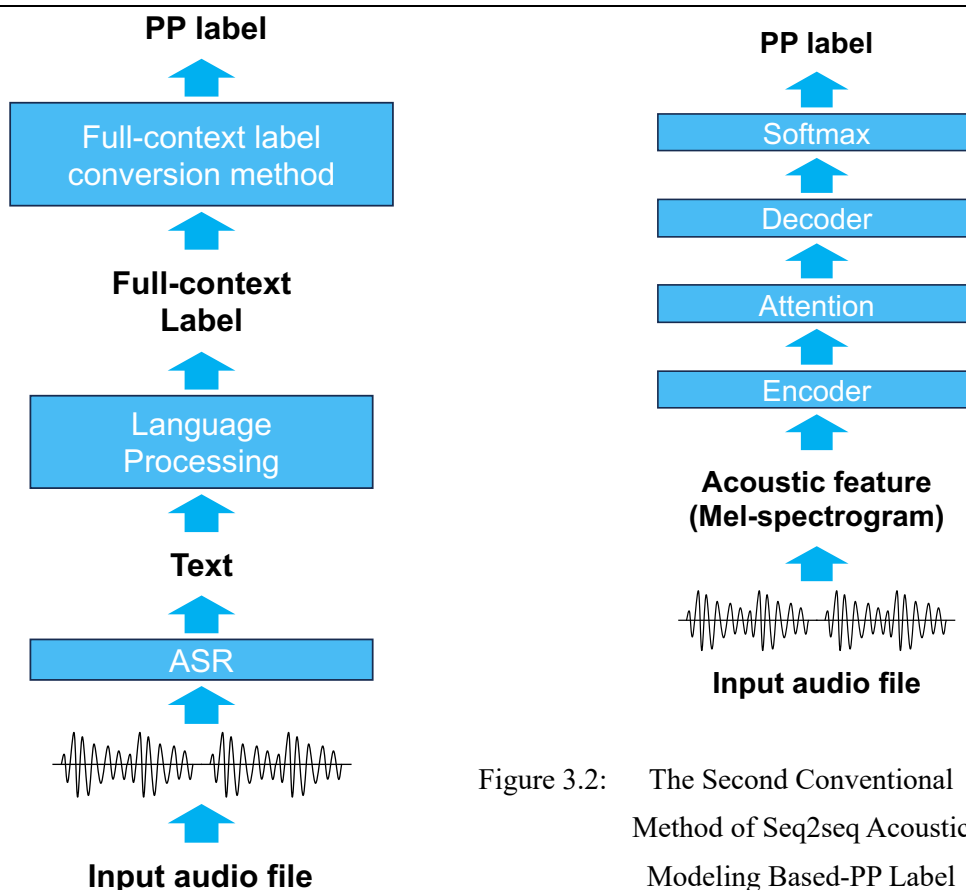 PP label
Full-context label
conversion method
Full-context
Label
Language
Processing
Text
ASR
Input audio file
PP label
Softmax
Decoder
Attention
Encoder
Acoustic feature
(Mel-spectrogram)
Input audio file
Figure 3.2: The Second Conventional
Method of Seq2seq Acoustic
Modeling Based-PP Label